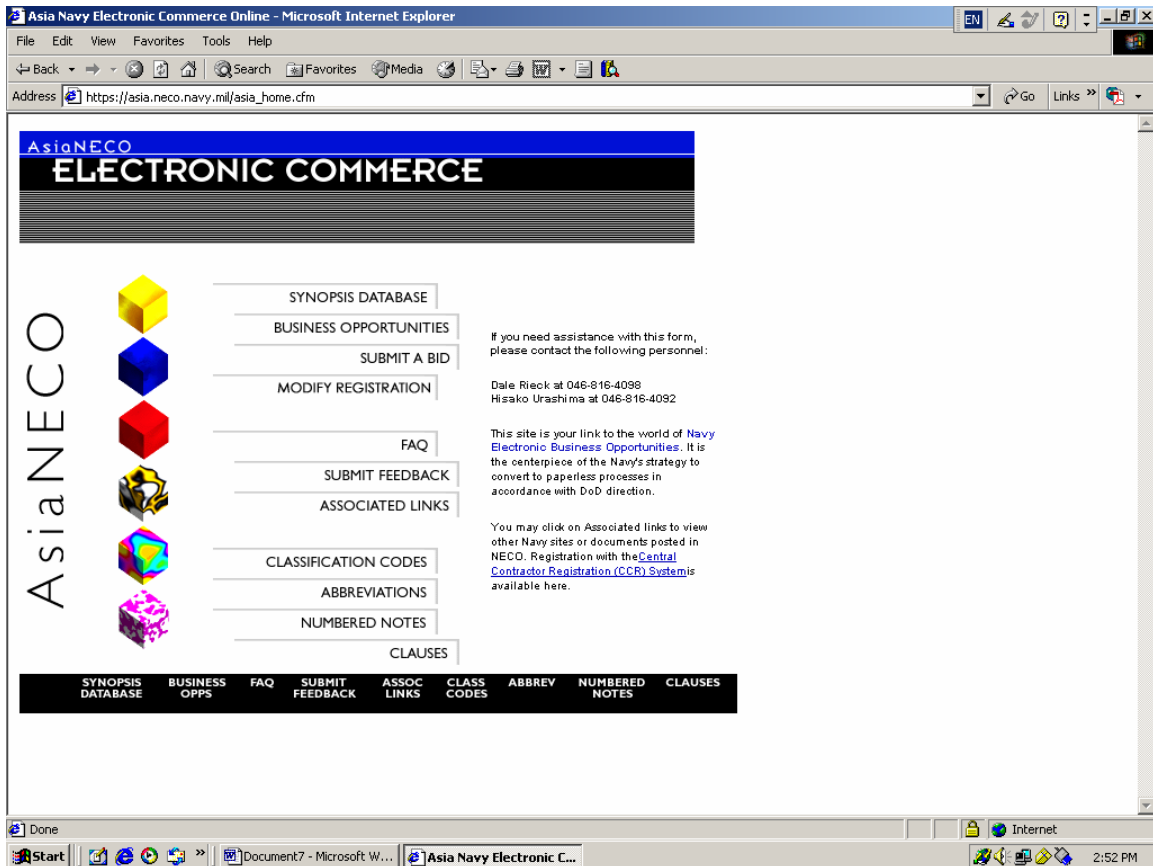 Asia Navy Electronic Commerce Online - Microsoft Internet Explorer
EN
File Edit View Favorites Tools Help
Back Search Favorites Media
Address https://asia.neco.navy.mil/asia_home.cfm Go Links »
AsiaNECO
ELECTRONIC COMMERCE
AsiaNECO
SYNOPSIS DATABASE
BUSINESS OPPORTUNITIES
SUBMIT A BID
MODIFY REGISTRATION
FAQ
SUBMIT FEEDBACK
ASSOCIATED LINKS
CLASSIFICATION CODES
ABBREVIATIONS
NUMBERED NOTES
CLAUSES
If you need assistance with this form,
please contact the following personnel:
Dale Rieck at 046-816-4098
Hisako Urashima at 046-816-4092
This site is your link to the world of Navy
Electronic Business Opportunities. It is
the centerpiece of the Navy's strategy to
convert to paperless processes in
accordance with DoD direction.
You may click on Associated links to view
other Navy sites or documents posted in
NECO. Registration with theCentral
Contractor Registration (CCR) Systemis
available here.
SYNOPSIS DATABASE BUSINESS OPPS FAQ SUBMIT FEEDBACK ASSOC LINKS CLASS CODES ABBREV NUMBERED NOTES CLAUSES
Done Internet
Start » Document7 - Microsoft W... Asia Navy Electronic C... 2:52 PM